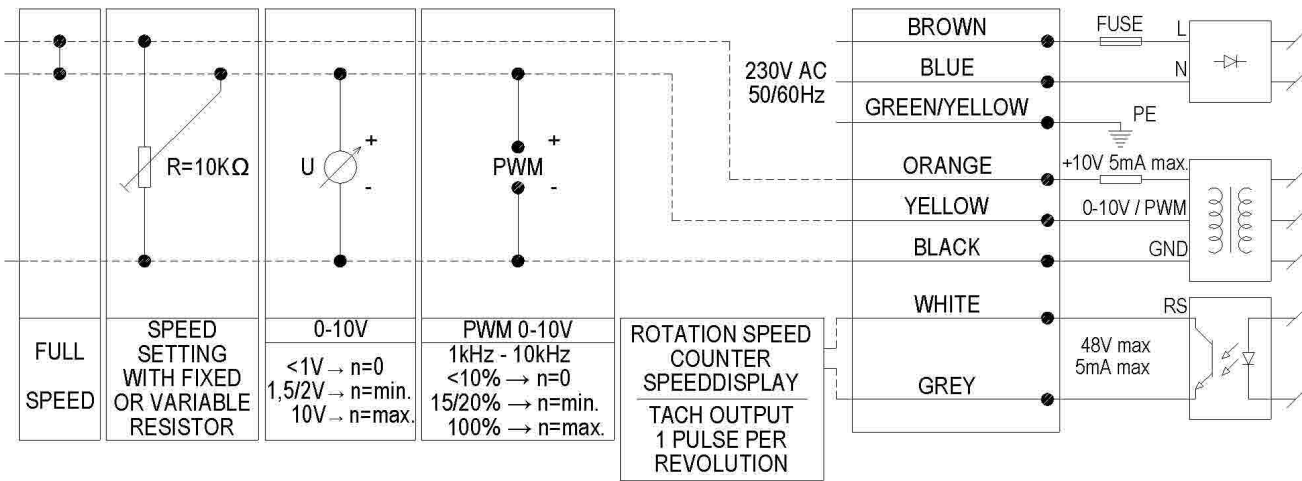 FULL
SPEED
R=10KΩ
SPEED
SETTING
WITH FIXED
OR VARIABLE
RESISTOR
U
+
-
0-10V
<1V→ n=0
1,5/2V→ n=min.
10V→ n=max.
PWM
+
-
PWM 0-10V
1kHz - 10kHz
<10% → n=0
15/20% → n=min.
100% → n=max.
ROTATION SPEED
COUNTER
SPEEDDISPLAY
TACH OUTPUT
1 PULSE PER
REVOLUTION
230V AC
50/60Hz
BROWN
BLUE
GREEN/YELLOW
ORANGE
YELLOW
BLACK
WHITE
GREY
FUSE
L
N
PE
+10V 5mA max.
0-10V / PWM
GND
RS
48V max
5mA max